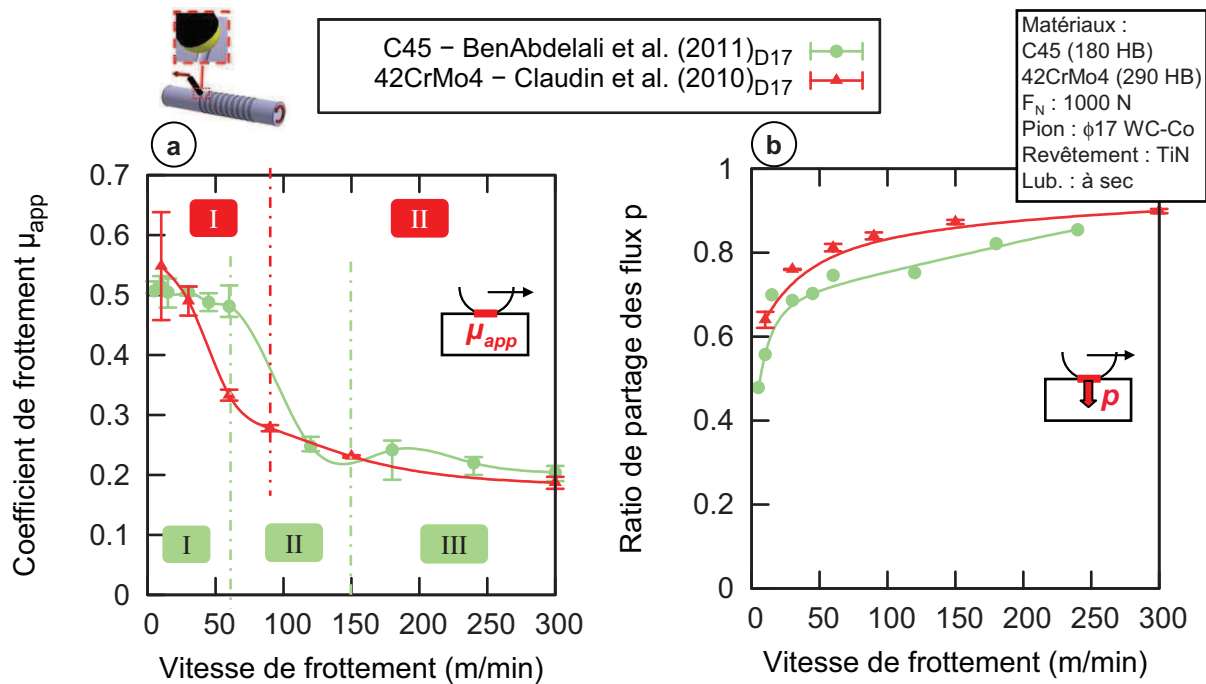 C45 − BenAbdelali et al. (2011)D17
42CrMo4 − Claudin et al. (2010)D17
Matériaux :
C45 (180 HB)
42CrMo4 (290 HB)
FN : 1000 N
Pion : ϕ17 WC-Co
Revêtement : TiN
Lub. : à sec
a
Coefficient de frottement µapp
0.7
0.6
0.5
0.4
0.3
0.2
0.1
0
I
II
µapp
I
II
III
0 50 100 150 200 250 300
Vitesse de frottement (m/min)
b
Ratio de partage des flux p
1
0.8
0.6
0.4
0.2
0
p
0 50 100 150 200 250 300
Vitesse de frottement (m/min)